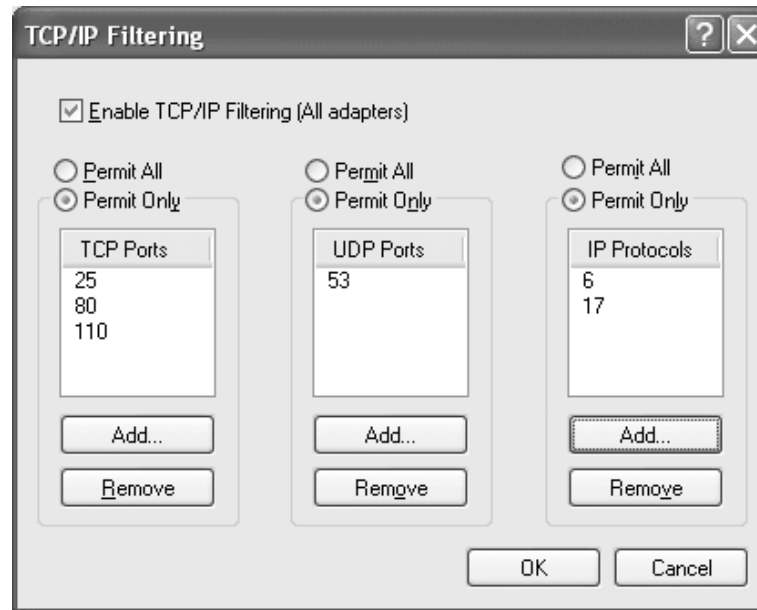 TCP/IP Filtering
Enable TCP/IP Filtering (All adapters)
Permit All
Permit Only
TCP Ports
25
80
110
Add...
Remove
Permit All
Permit Only
UDP Ports
53
Add...
Remove
Permit All
Permit Only
IP Protocols
6
17
Add...
Remove
OK
Cancel